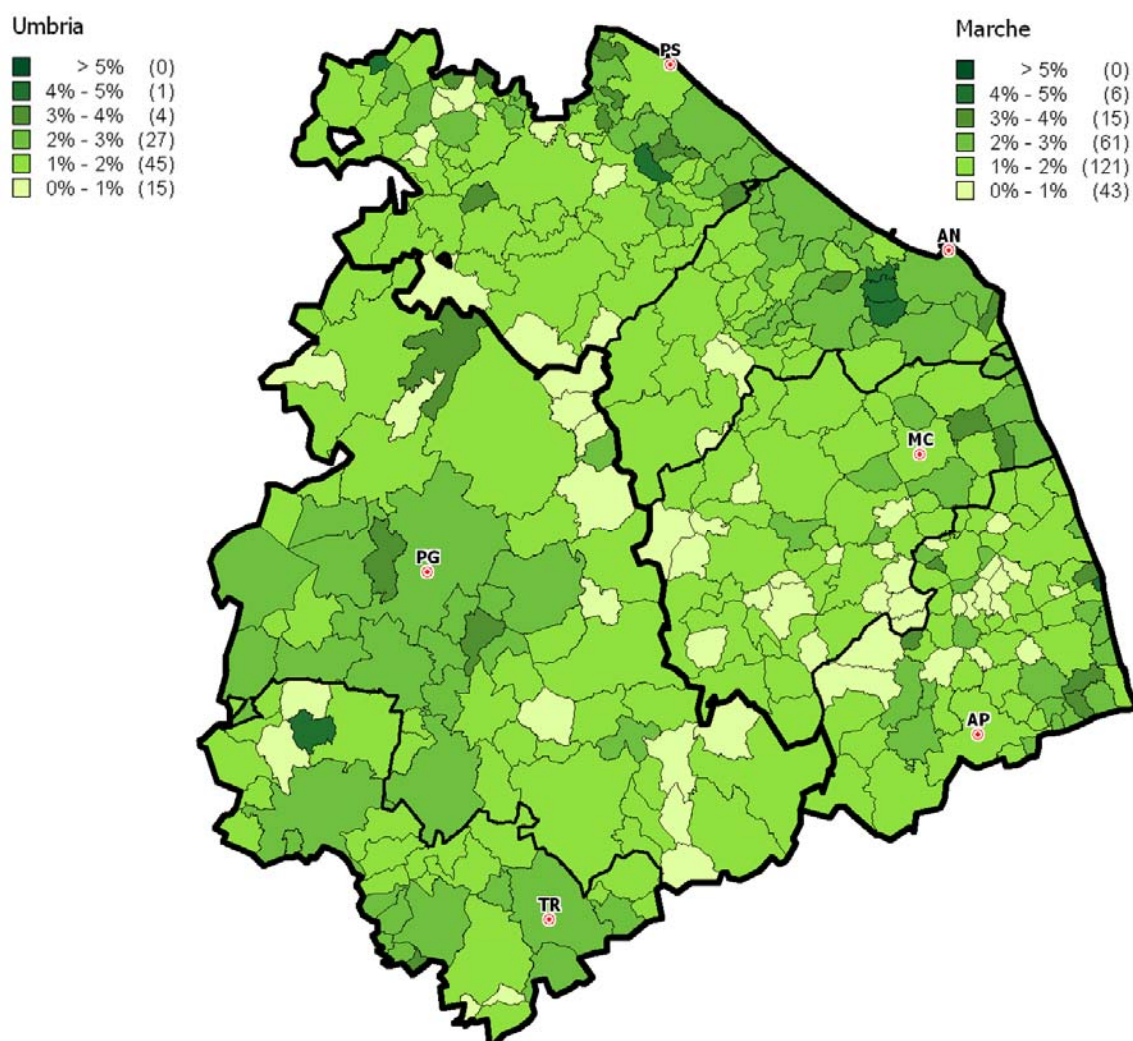 Umbria
> 5% (0)
4% - 5% (1)
3% - 4% (4)
2% - 3% (27)
1% - 2% (45)
0% - 1% (15)
Marche
> 5% (0)
4% - 5% (6)
3% - 4% (15)
2% - 3% (61)
1% - 2% (121)
0% - 1% (43)
PS
AN
MC
PG
AP
TR